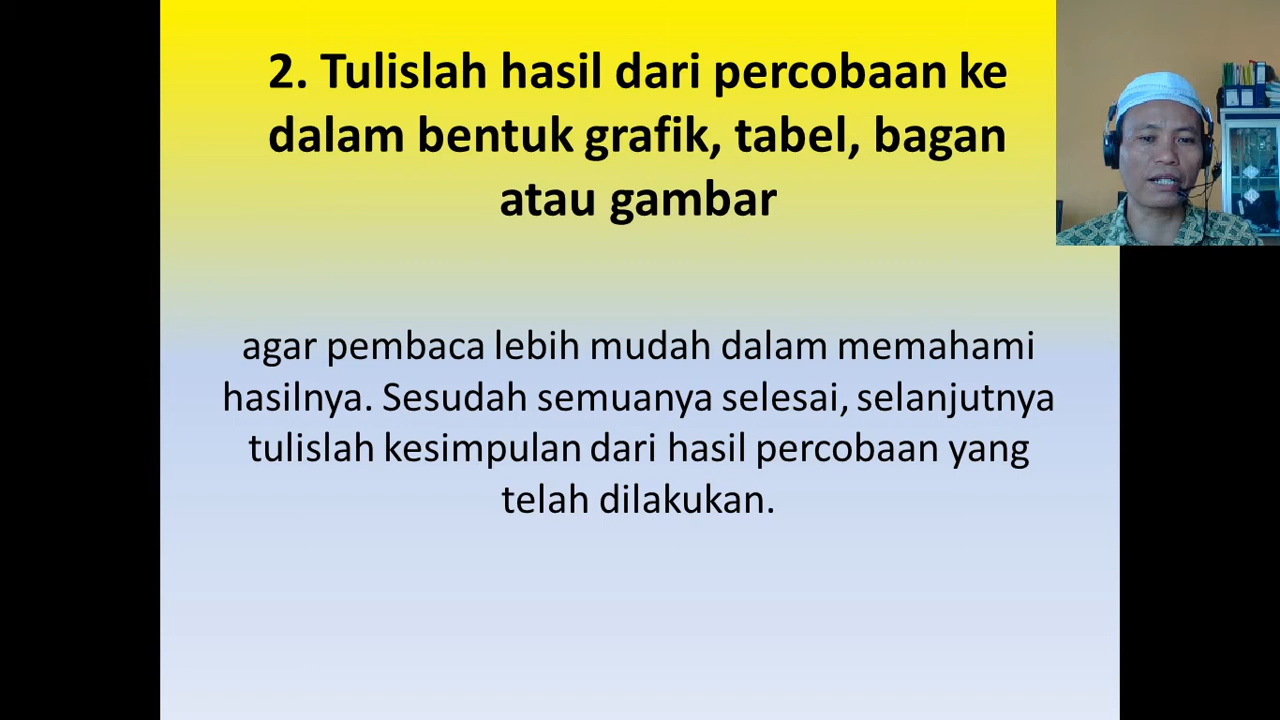 2. Tulislah hasil dari percobaan ke
dalam bentuk grafik, tabel, bagan
atau gambar
agar pembaca lebih mudah dalam memahami
hasilnya. Sesudah semuanya selesai, selanjutnya
tulislah kesimpulan dari hasil percobaan yang
telah dilakukan.